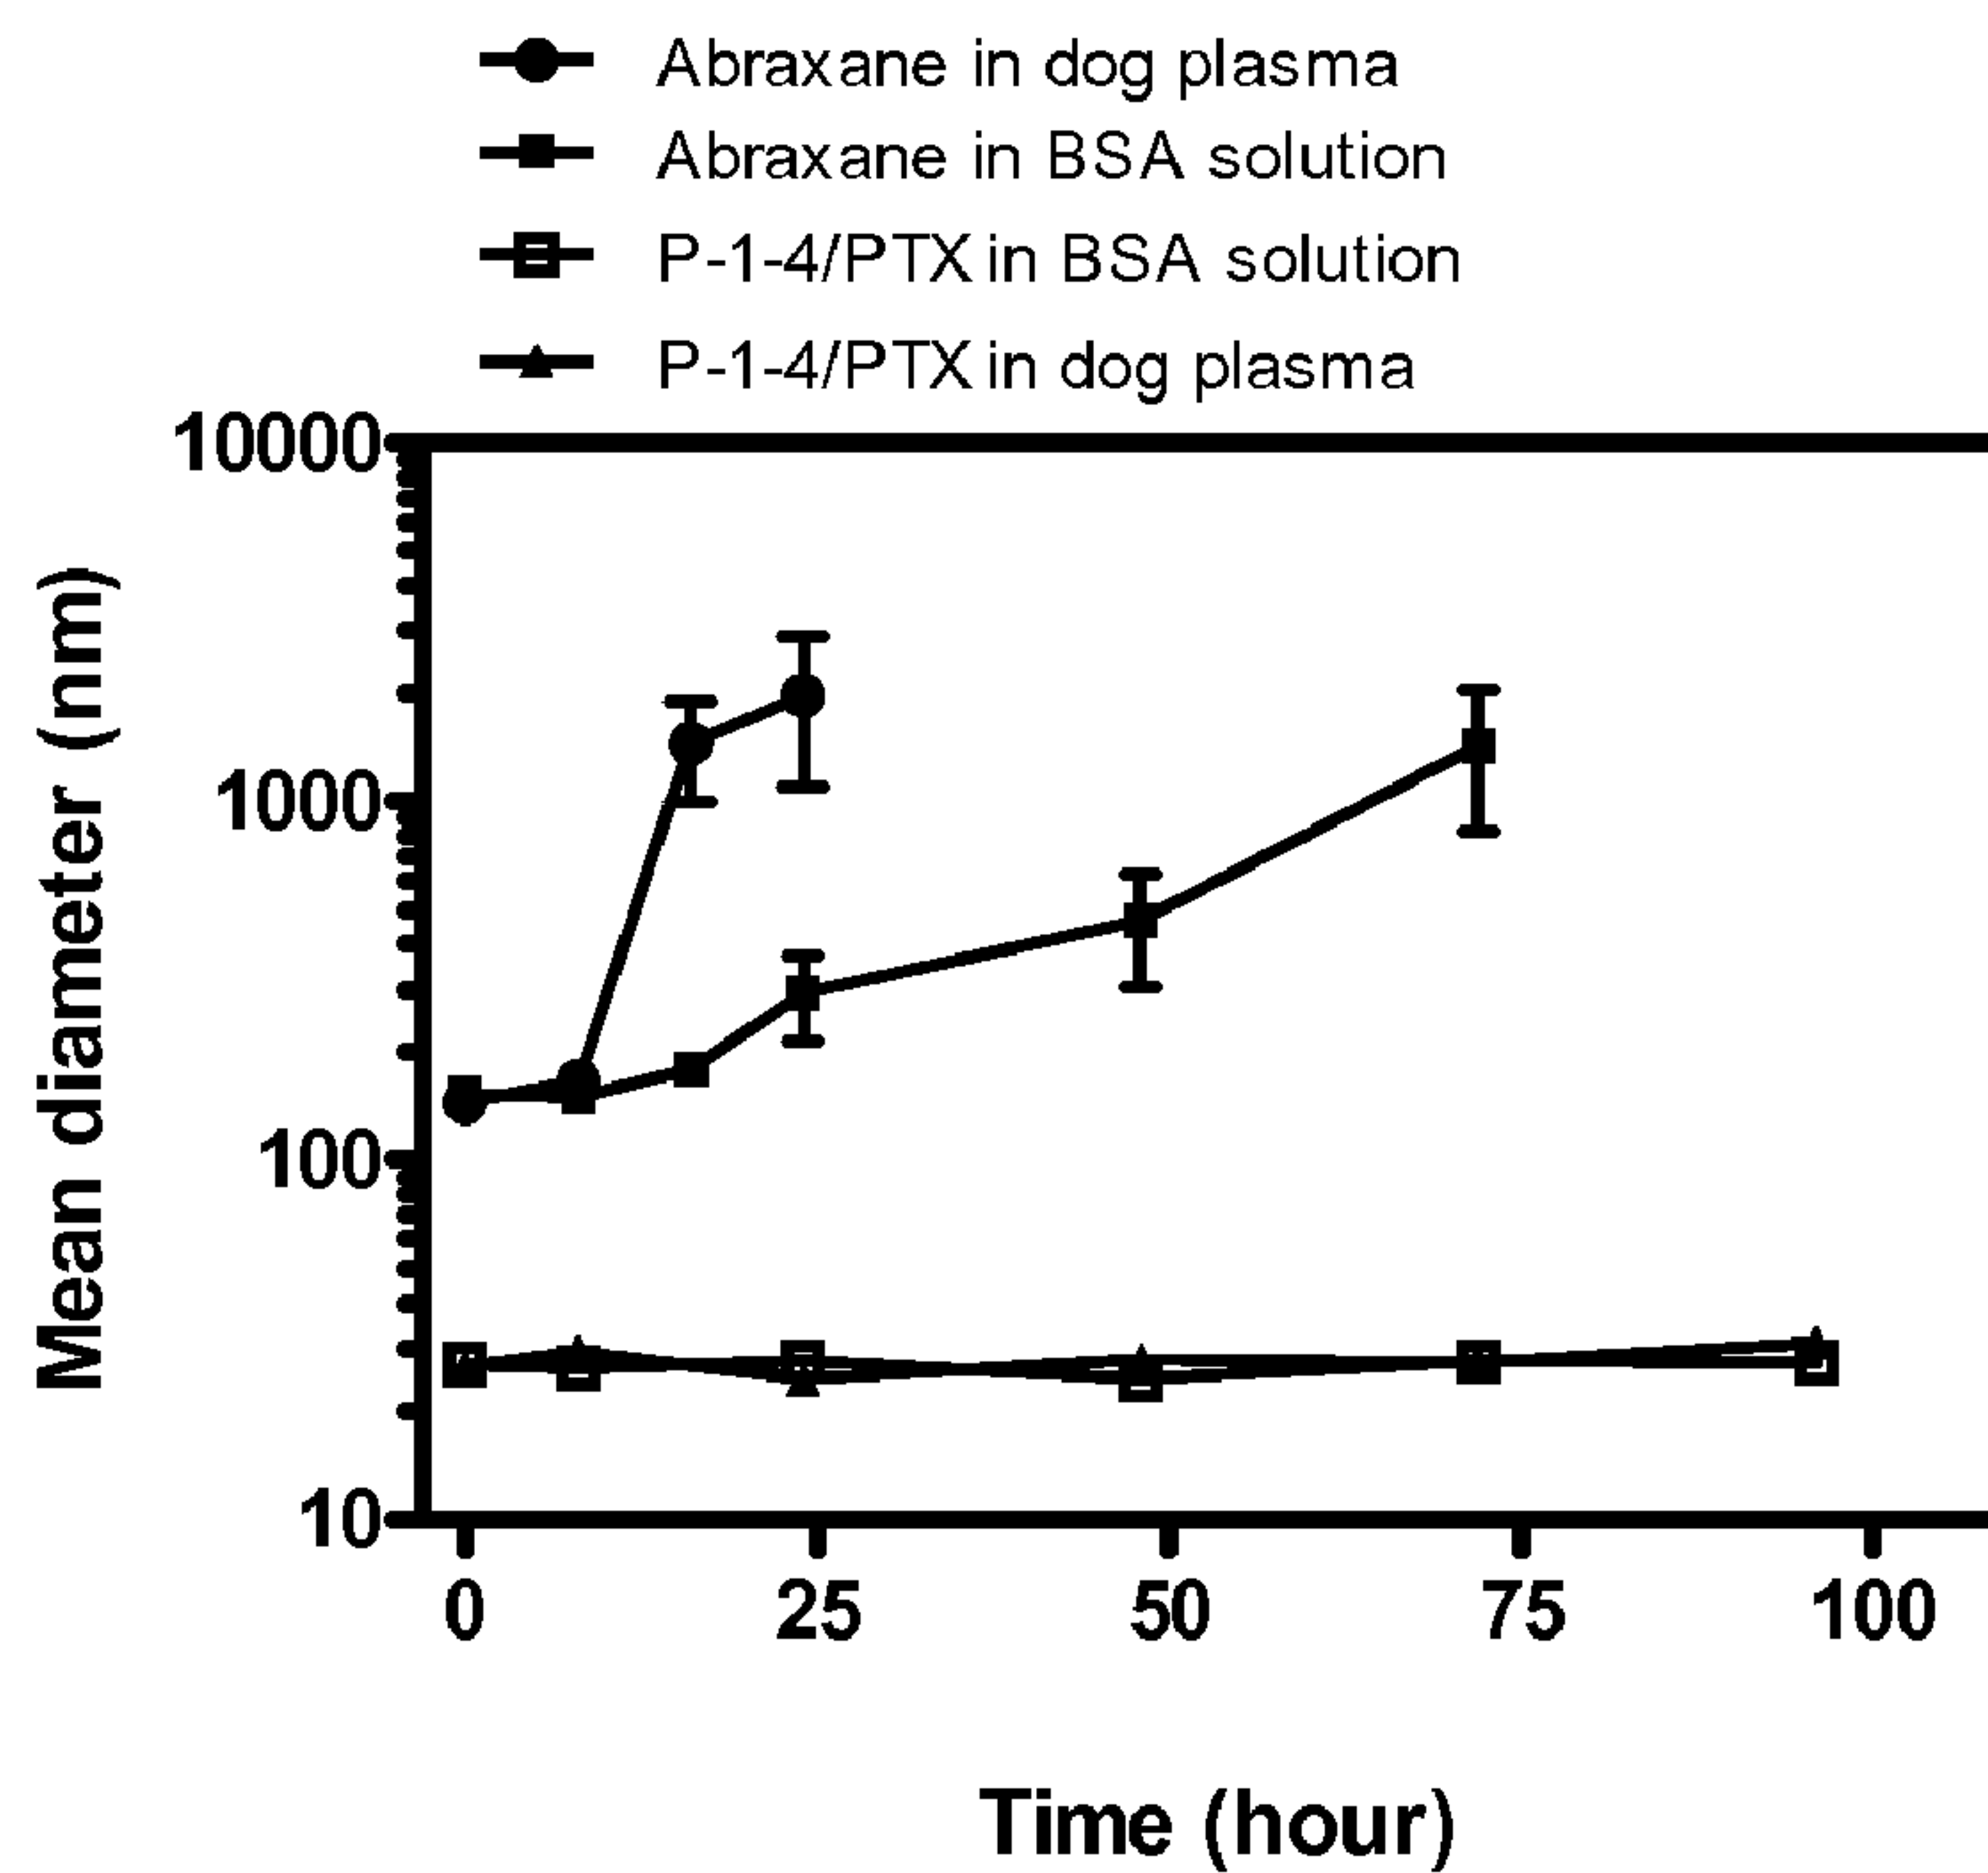 Abraxane in dog plasma
Abraxane in BSA solution
P-1-4/PTX in BSA solution
P-1-4/PTX in dog plasma
10000
1000
100
10
Mean diameter (nm)
0 25 50 75 100
Time (hour)